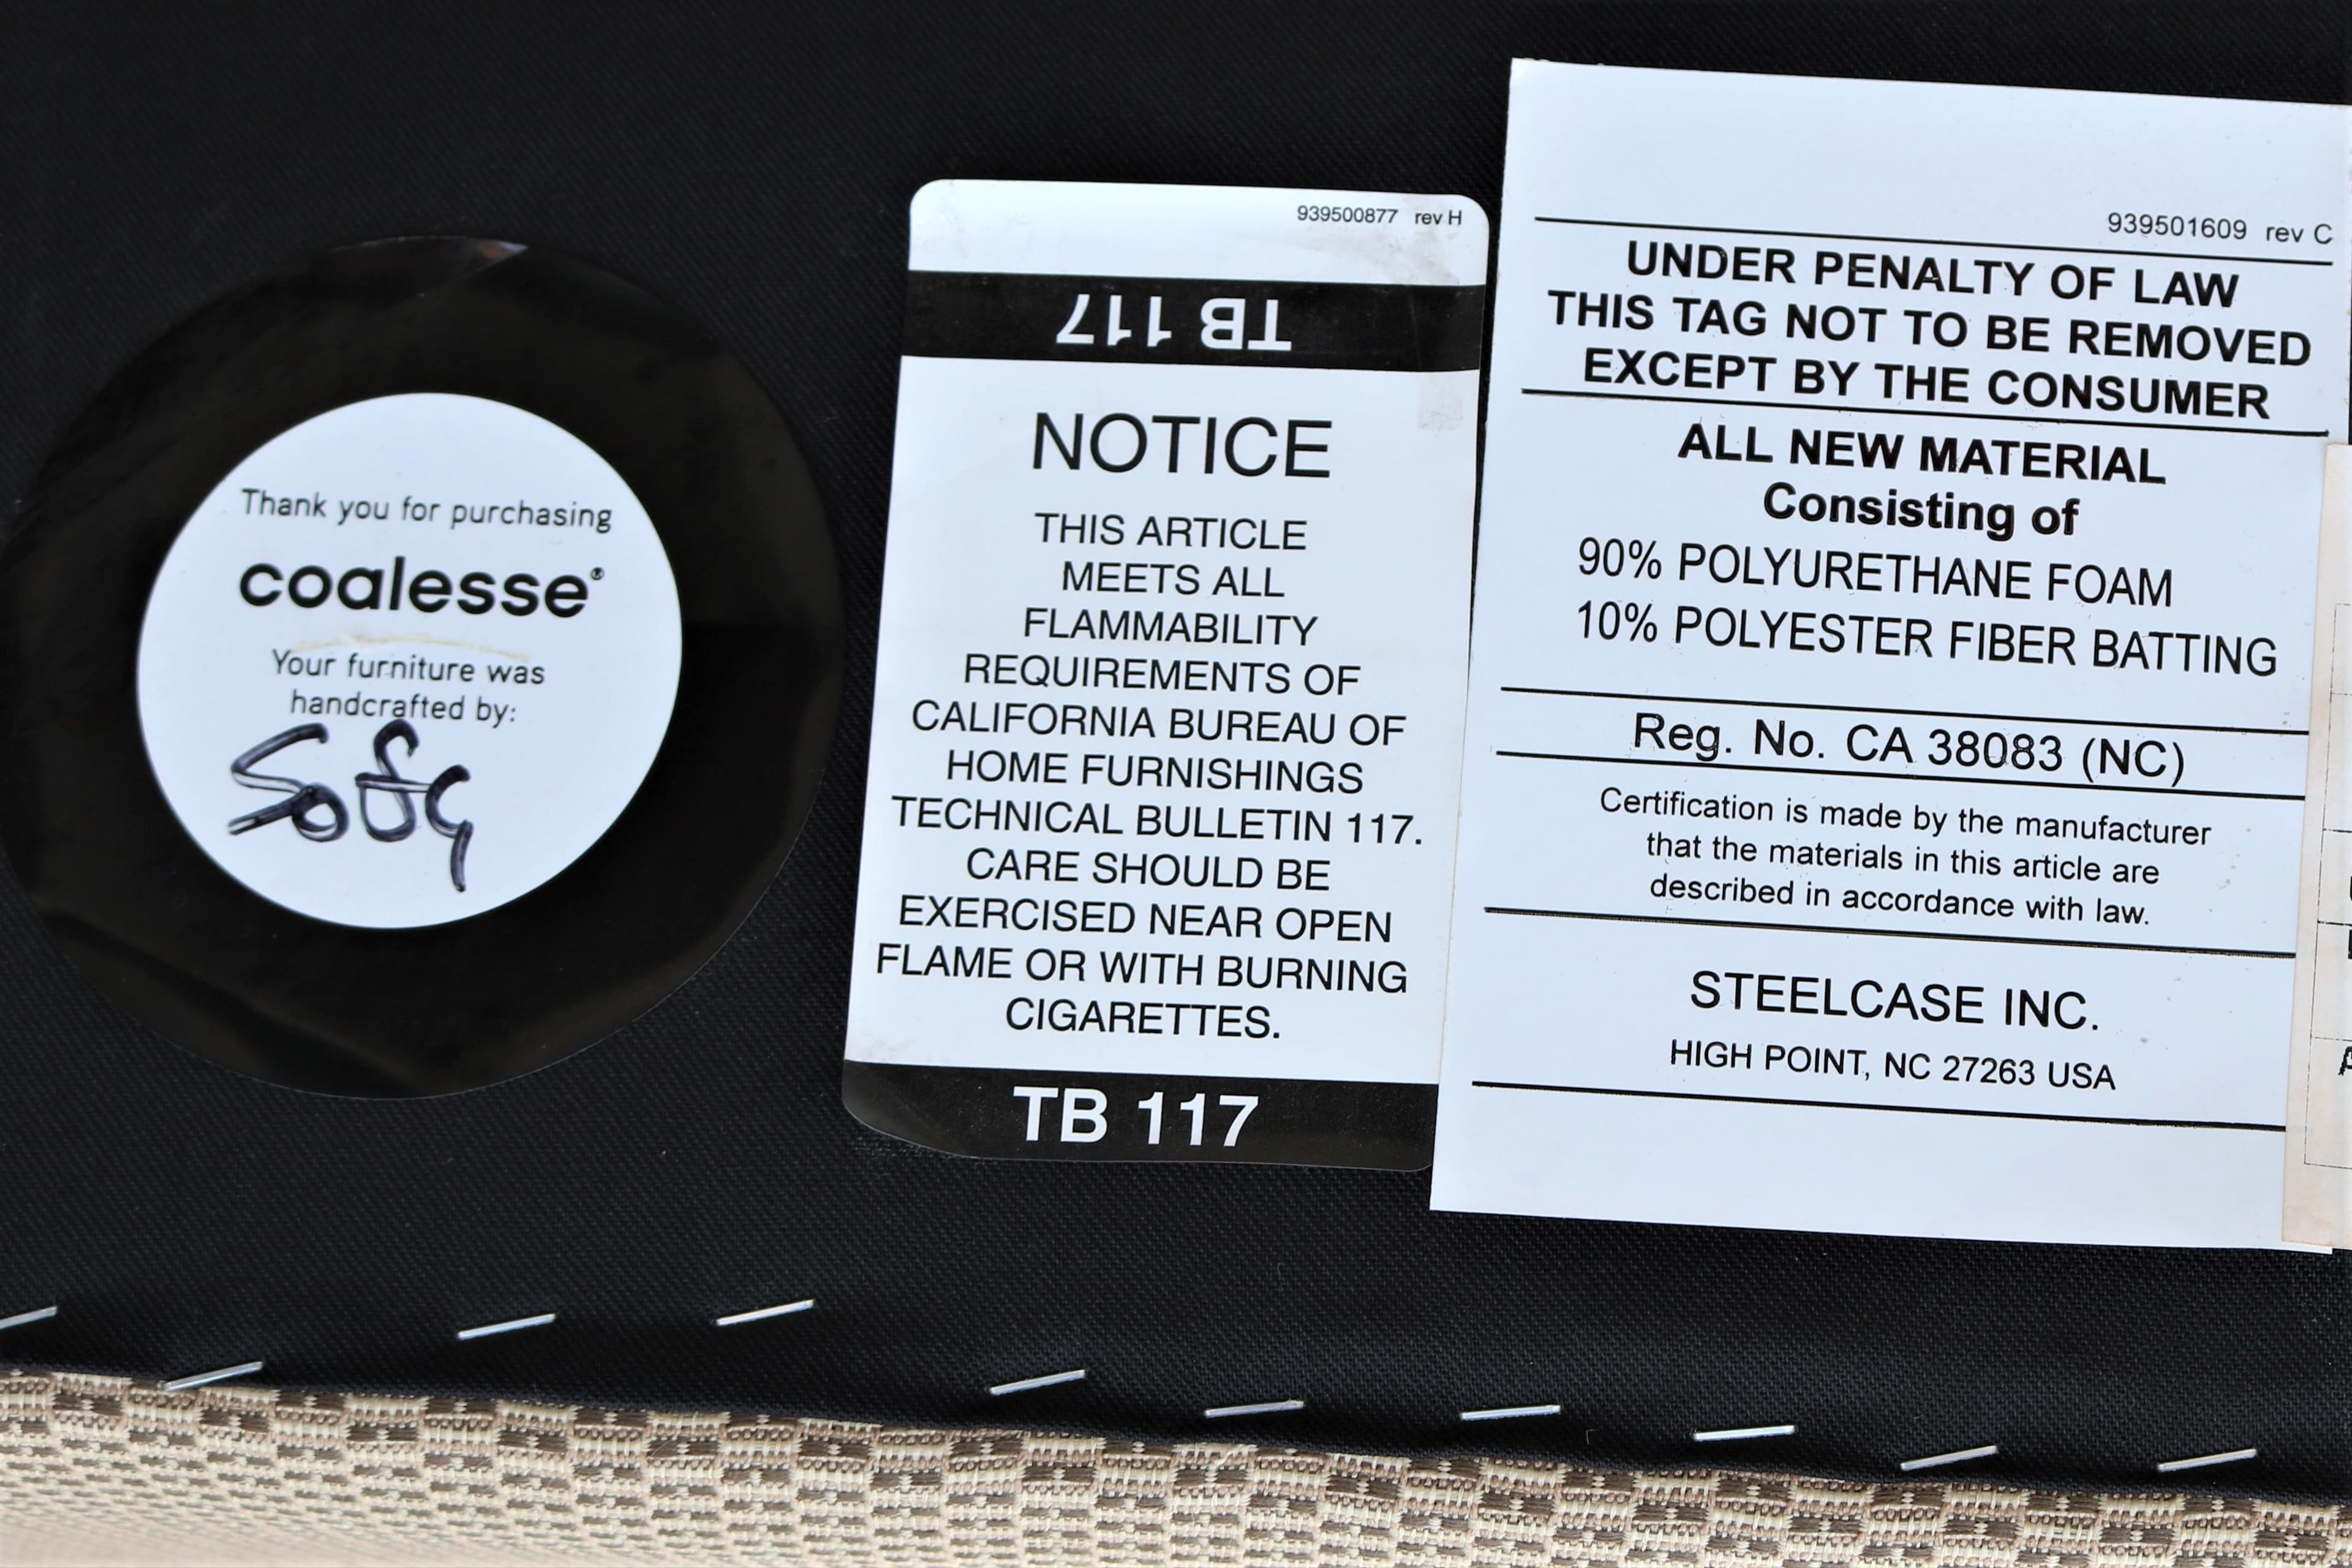 Thank you for purchasing
coalesse®
Your furniture was
handcrafted by:
939500877 rev H
TB 117
NOTICE
THIS ARTICLE
MEETS ALL
FLAMMABILITY
REQUIREMENTS OF
CALIFORNIA BUREAU OF
HOME FURNISHINGS
TECHNICAL BULLETIN 117.
CARE SHOULD BE
EXERCISED NEAR OPEN
FLAME OR WITH BURNING
CIGARETTES.
TB 117
939501609 rev C
UNDER PENALTY OF LAW
THIS TAG NOT TO BE REMOVED
EXCEPT BY THE CONSUMER
ALL NEW MATERIAL
Consisting of
90% POLYURETHANE FOAM
10% POLYESTER FIBER BATTING
Reg. No. CA 38083 (NC)
Certification is made by the manufacturer
that the materials in this article are
described in accordance with law.
STEELCASE INC.
HIGH POINT, NC 27263 USA